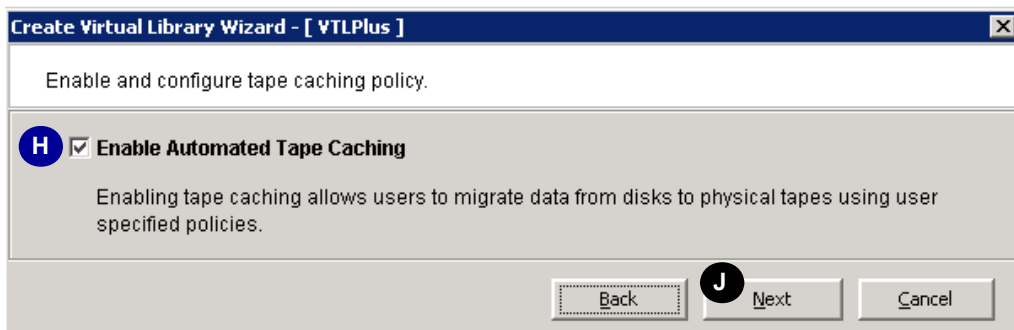 Create Virtual Library Wizard - [ VTLPlus ]
Enable and configure tape caching policy.
H Enable Automated Tape Caching
Enabling tape caching allows users to migrate data from disks to physical tapes using user
specified policies.
Back J Next Cancel